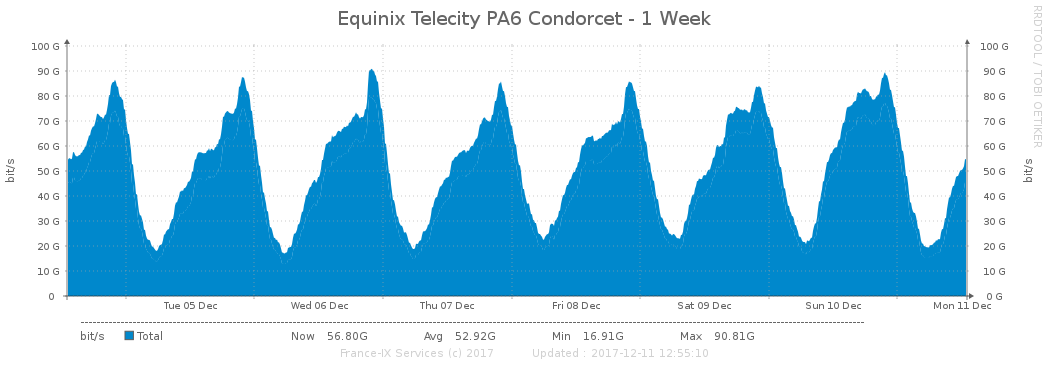 Equinix Telecity PA6 Condorcet - 1 Week
RRDTOOL / TOBI OETIKER
bit/s
100 G
90 G
80 G
70 G
60 G
50 G
40 G
30 G
20 G
10 G
0
100 G
90 G
80 G
70 G
60 G
50 G
40 G
30 G
20 G
10 G
0 G
bit/s
Tue 05 Dec Wed 06 Dec Thu 07 Dec Fri 08 Dec Sat 09 Dec Sun 10 Dec Mon 11 Dec
bit/s Total Now 56.80G Avg 52.92G Min 16.91G Max 90.81G
France-IX Services (c) 2017 Updated : 2017-12-11 12:55:10